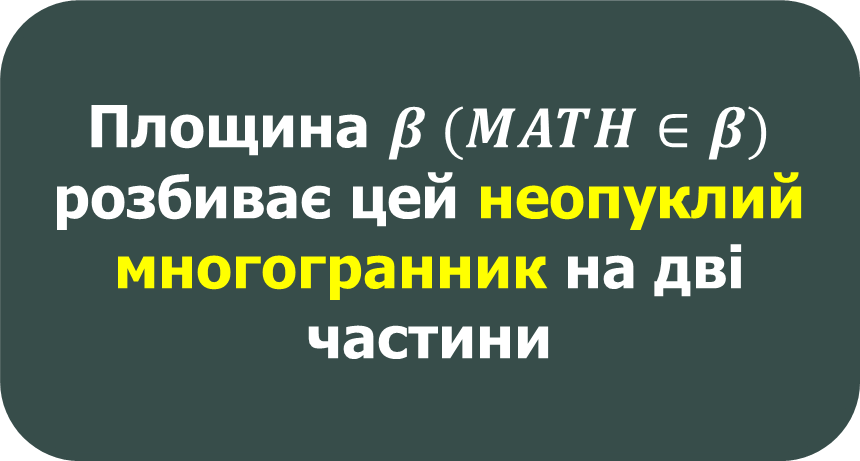 Площина β (MATH ∈ β)
розбиває цей неопуклий
многогранник на дві
частини